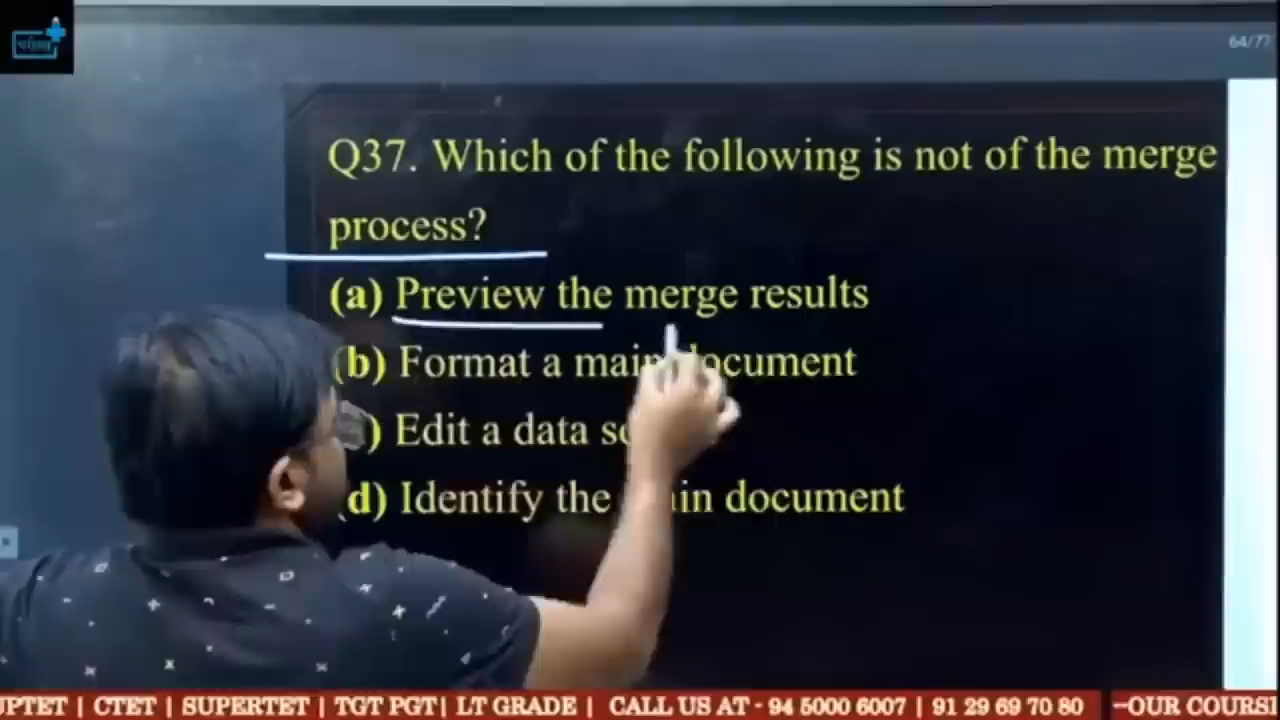 64/77
Q37. Which of the following is not of the merge
process?
(a) Preview the merge results
(b) Format a main document
) Edit a data
d) Identify the in document
UPTET | CTET | SUPERTET | TGT PGT | LT GRADE | CALL US AT - 94 5000 6007 | 91 29 69 70 80 --OUR COURS